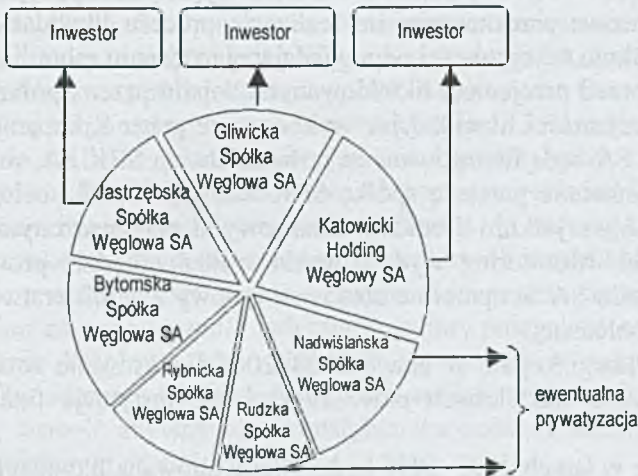 Inwestor
Inwestor
Inwestor
Gliwicka
Spółka
Węglowa SA
Jastrzębska
Spółka
Węglowa SA
Katowicki
Holding
Węglowy SA
Bytomska
Spółka
Węglowa SA
Nadwiślańska
Spółka
Węglowa SA
Rybnicka
Spółka
Węglowa SA
Rudzka
Spółka
Węglowa SA
ewentualna
prywatyzacja